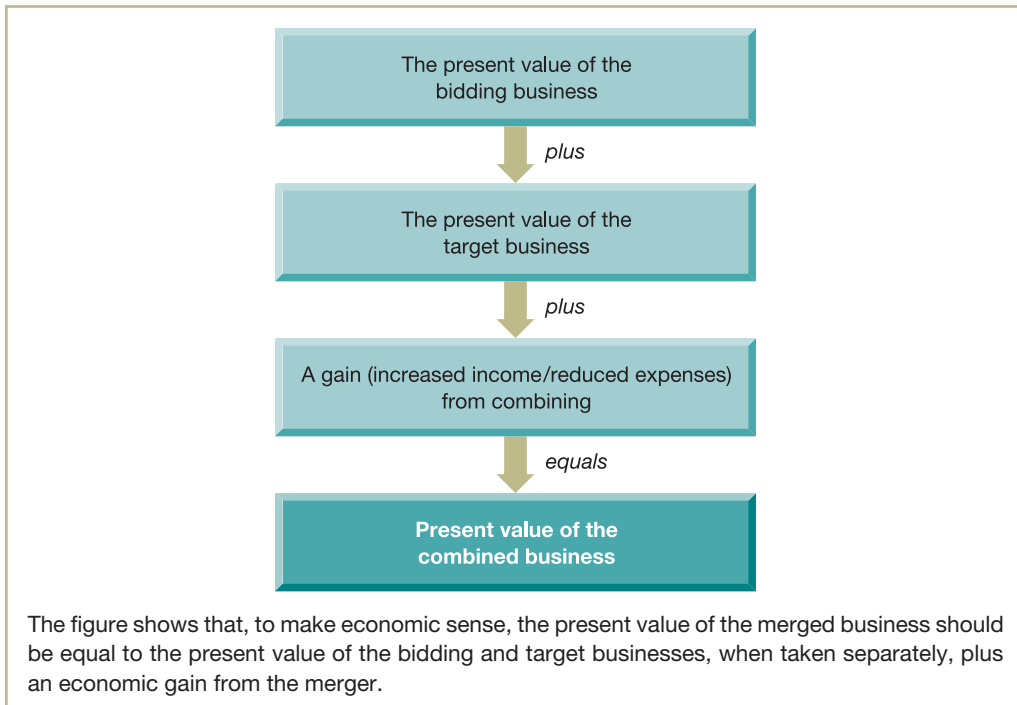 The present value of the
bidding business
plus
The present value of the
target business
plus
A gain (increased income/reduced expenses)
from combining
equals
Present value of the
combined business
The figure shows that, to make economic sense, the present value of the merged business should
be equal to the present value of the bidding and target businesses, when taken separately, plus
an economic gain from the merger.